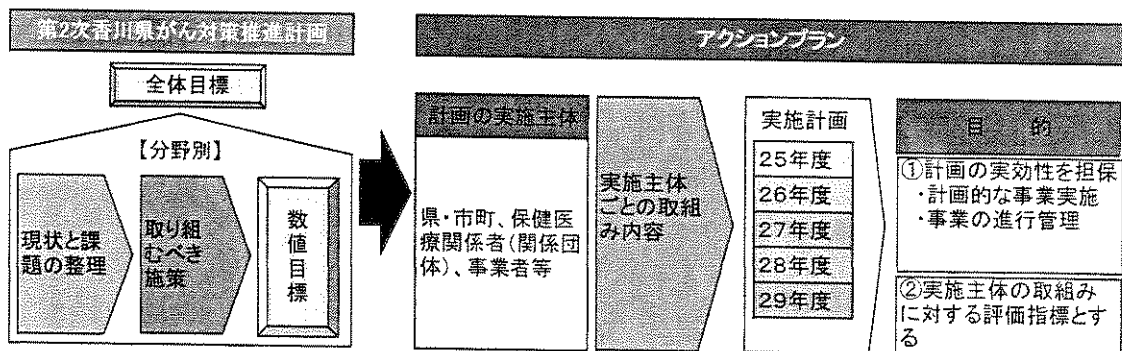 第2次香川県がん対策推進計画
アクションプラン
全体目標
【分野別】
現状と課
題の整理
取り組
むべき
施策
数値目標
計画の実施主体
県・市町、保健医
療関係者(関係団
体)、事業者等
実施主体
ごとの取組
み内容
実施計画
25年度
26年度
27年度
28年度
29年度
目 的
①計画の実効性を担保
・計画的な事業実施
・事業の進行管理
②実施主体の取組み
に対する評価指標とす
る